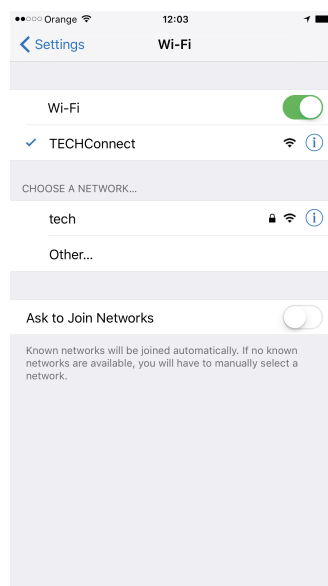 Orange 12:03
Settings Wi-Fi
Wi-Fi
TECHConnect
CHOOSE A NETWORK...
tech
Other...
Ask to Join Networks
Known networks will be joined automatically. If no known
networks are available, you will have to manually select a
network.